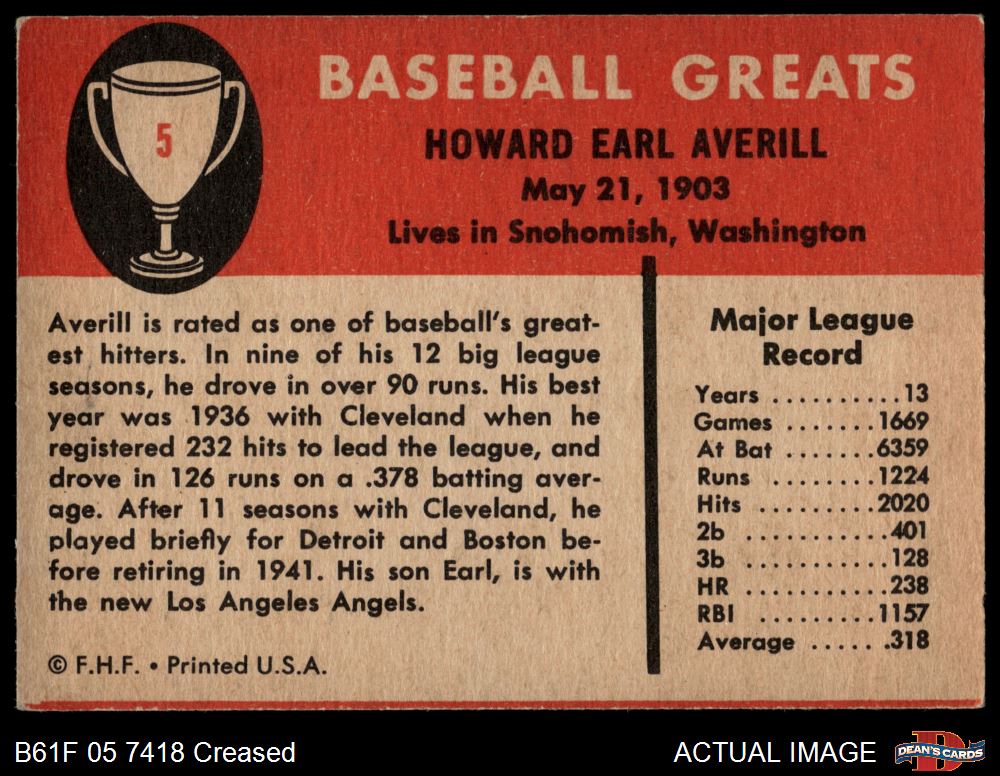 5
BASEBALL GREATS
HOWARD EARL AVERILL
May 21, 1903
Lives in Snohomish, Washington
Averill is rated as one of baseball's great-
est hitters. In nine of his 12 big league
seasons, he drove in over 90 runs. His best
year was 1936 with Cleveland when he
registered 232 hits to lead the league, and
drove in 126 runs on a .378 batting aver-
age. After 11 seasons with Cleveland, he
played briefly for Detroit and Boston be-
fore retiring in 1941. His son Earl, is with
the new Los Angeles Angels.
© F.H.F. • Printed U.S.A.
Major League
Record
Years ..........13
Games .......1669
At Bat .......6359
Runs ........1224
Hits .........2020
2b ..........401
3b ..........128
HR ..........238
RBI .........1157
Average ......318
B61F 05 7418 Creased
ACTUAL IMAGE
D
DEAN'S CARDS